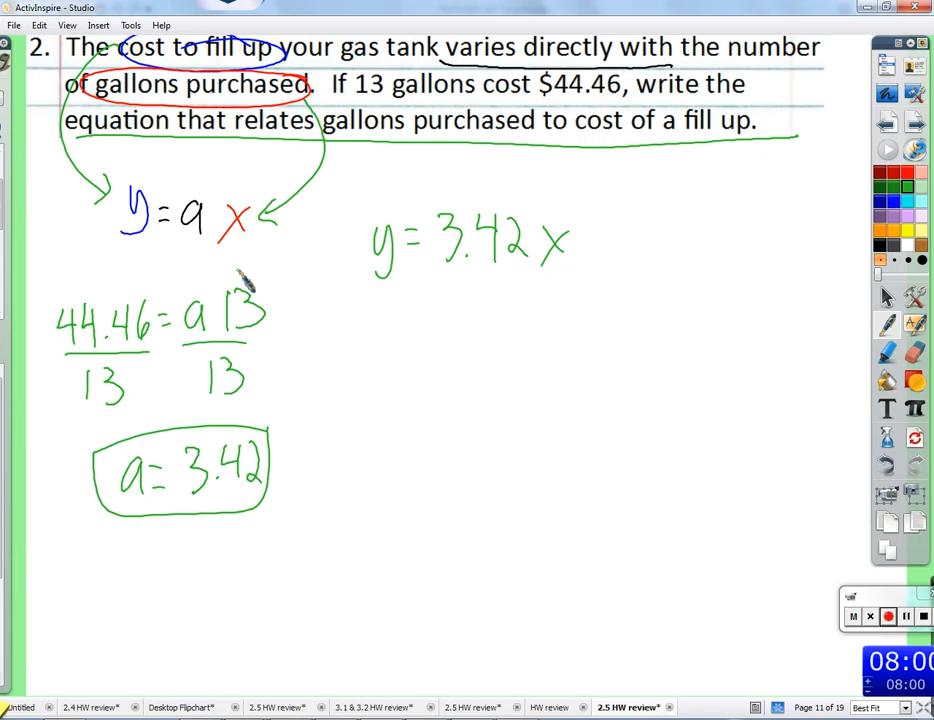 ActivInspire - Studio
File Edit View Insert Tools Help
2. The cost to fill up your gas tank varies directly with the number
of gallons purchased. If 13 gallons cost $44.46, write the
equation that relates gallons purchased to cost of a fill up.
y = a x
y = 3.42 x
44.46 = a 13
13 13
a = 3.42
M
08:00
08:00
Untitled 2.4 HW review* Desktop Flipchart* 2.5 HW review* 3.1 & 3.2 HW review* 2.5 HW review* HW review 2.5 HW review* Page 11 of 19 Best Fit